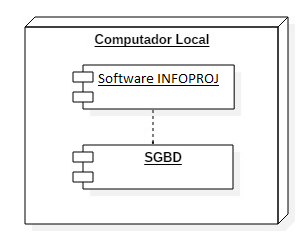 Computador Local
Software INFOPROJ
SGBD